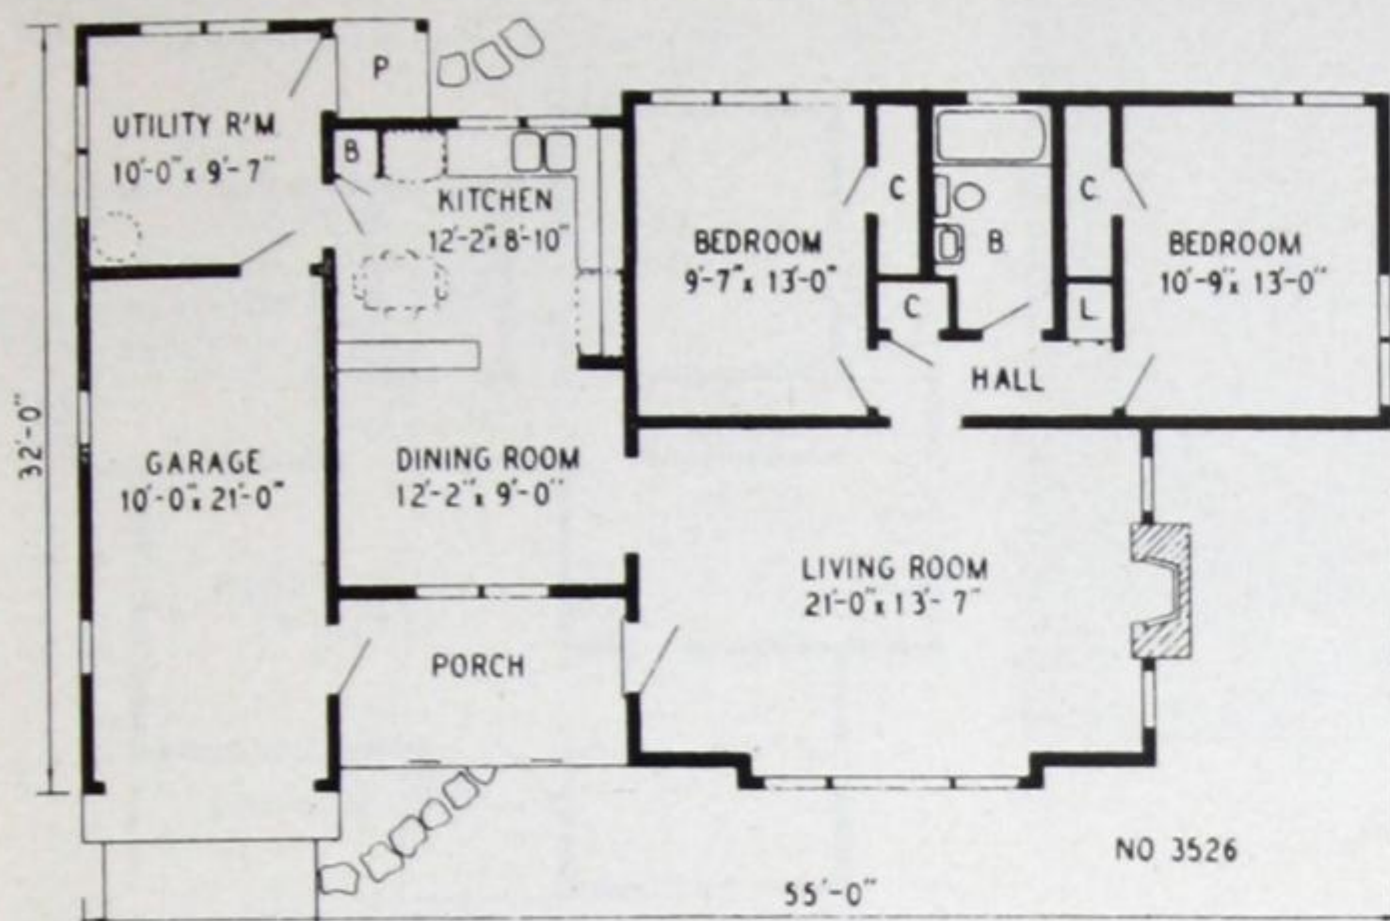 P
UTILITY R'M
10'-0" x 9'-7"
B
KITCHEN
12'-2" x 8'-10"
C
B
C
BEDROOM
9'-7" x 13'-0"
BEDROOM
10'-9" x 13'-0"
C
L
HALL
32'-0"
GARAGE
10'-0" x 21'-0"
DINING ROOM
12'-2" x 9'-0"
LIVING ROOM
21'-0" x 13'-7"
PORCH
NO 3526
55'-0"